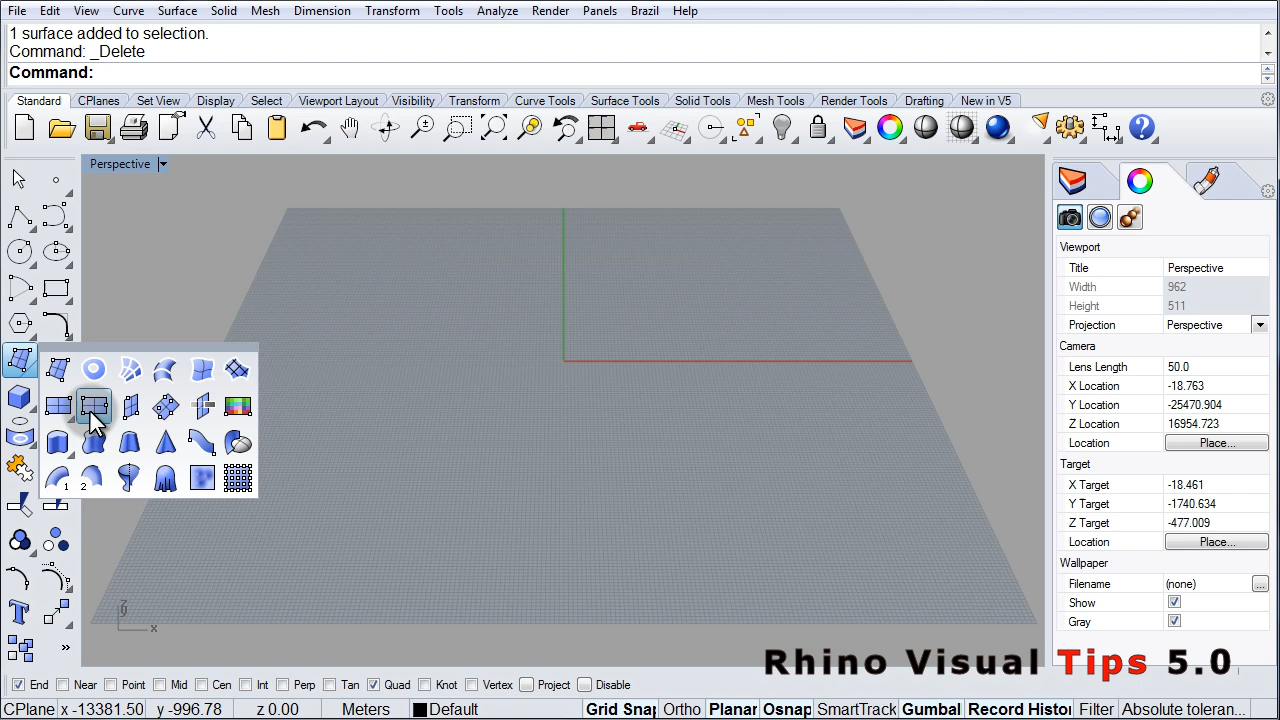 File Edit View Curve Surface Solid Mesh Dimension Transform Tools Analyze Render Panels Brazil Help
1 surface added to selection.
Command: _Delete
Command:
Standard CPlanes Set View Display Select Viewport Layout Visibility Transform Curve Tools Surface Tools Solid Tools Mesh Tools Render Tools Drafting New in V5
Perspective
Viewport
Title Perspective
Width 962
Height 511
Projection Perspective
Camera
Lens Length 50.0
X Location -18.763
Y Location -25470.904
Z Location 16954.723
Location Place...
Target
X Target -18.461
Y Target -1740.634
Z Target -477.009
Location Place...
Wallpaper
Filename (none) ...
Show
Gray
1 2
x
Rhino Visual Tips 5.0
End Near Point Mid Cen Int Perp Tan Quad Knot Vertex Project Disable
CPlane x -13381.50 y -996.78 z 0.00 Meters Default Grid Snap Ortho Planar Osnap SmartTrack Gumbal Record Histo Filter Absolute toleran...